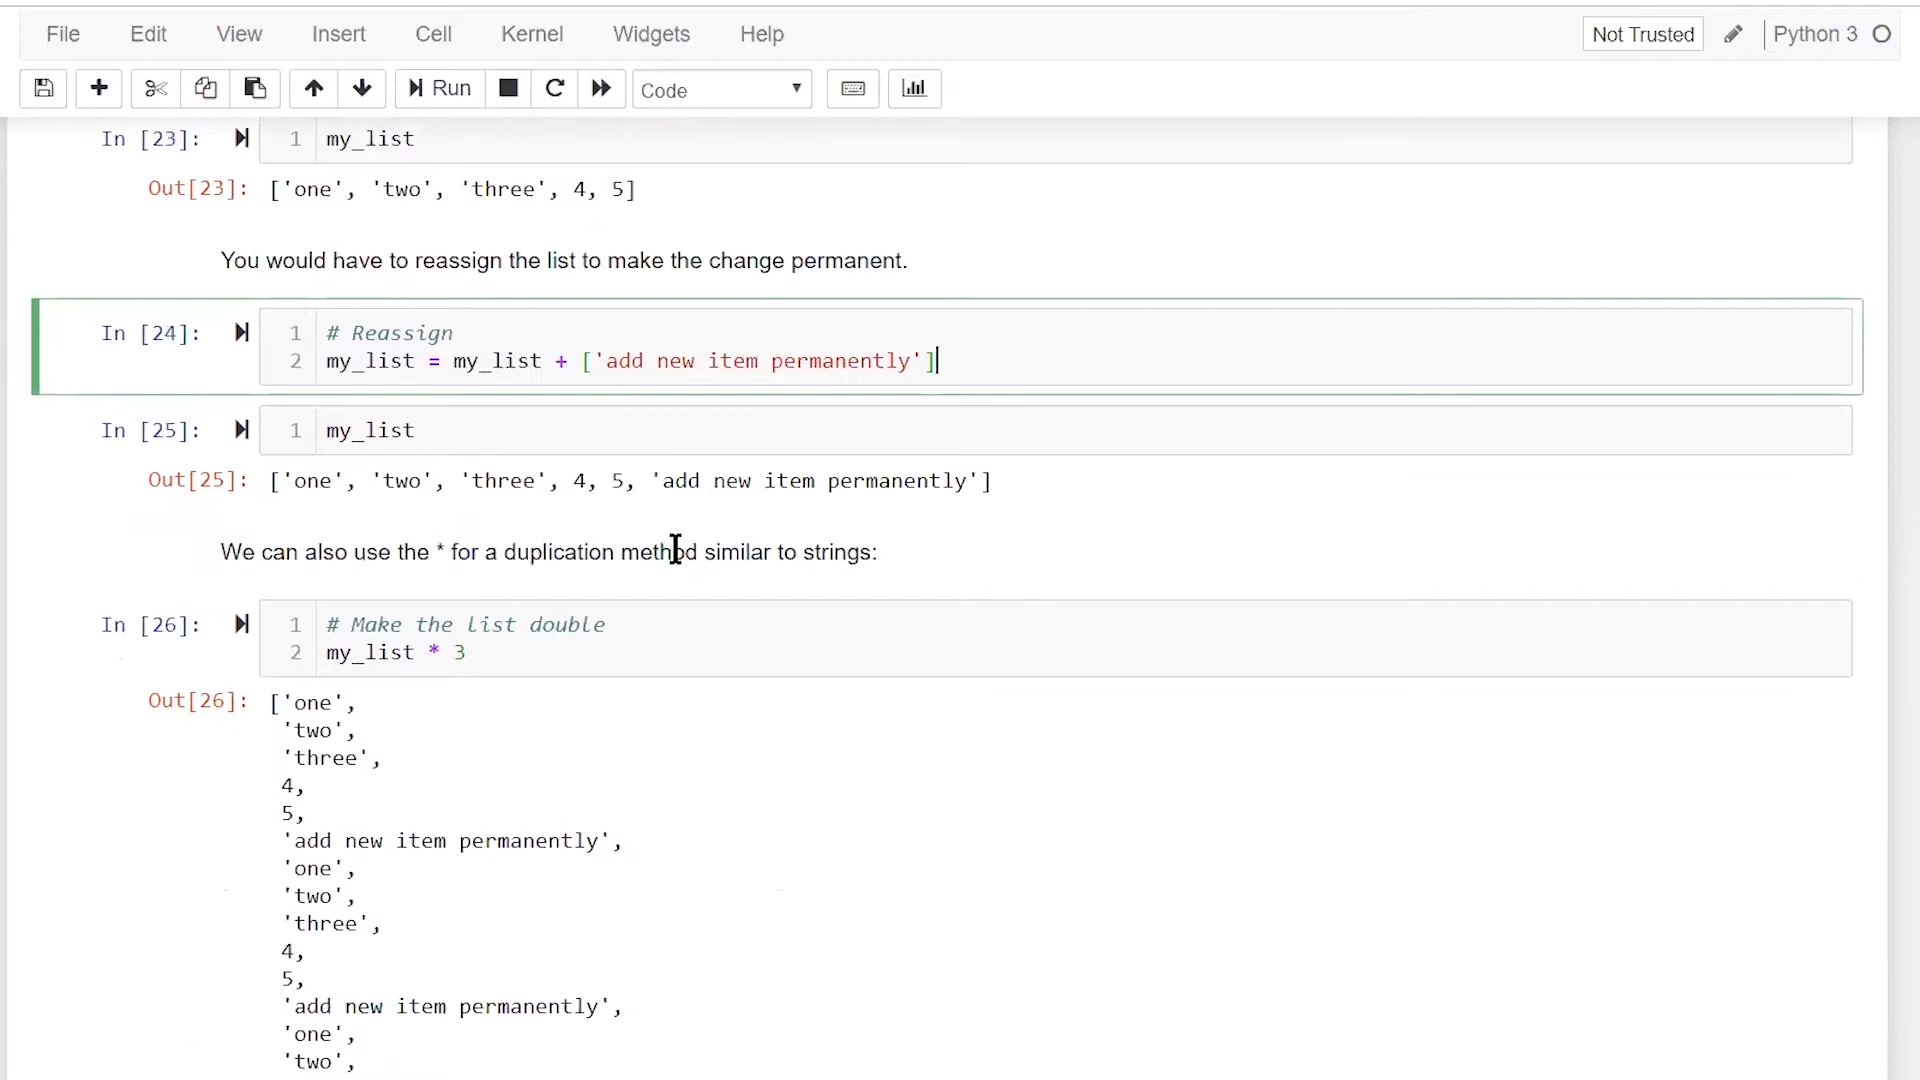 File Edit View Insert Cell Kernel Widgets Help Not Trusted Python 3
Run Code
In [23]: 1 my_list
Out[23]: ['one', 'two', 'three', 4, 5]
You would have to reassign the list to make the change permanent.
In [24]: 1 # Reassign
2 my_list = my_list + ['add new item permanently']
In [25]: 1 my_list
Out[25]: ['one', 'two', 'three', 4, 5, 'add new item permanently']
We can also use the * for a duplication method similar to strings:
In [26]: 1 # Make the list double
2 my_list * 3
Out[26]: ['one',
'two',
'three',
4,
5,
'add new item permanently',
'one',
'two',
'three',
4,
5,
'add new item permanently',
'one',
'two',